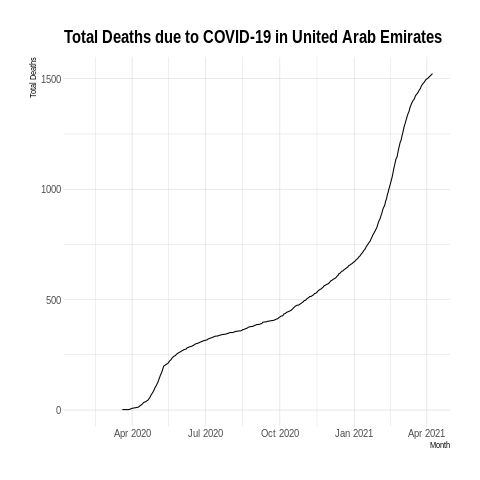 Total Deaths due to COVID-19 in United Arab Emirates
Total Deaths
1500
1000
500
0
Apr 2020 Jul 2020 Oct 2020 Jan 2021 Apr 2021
Month